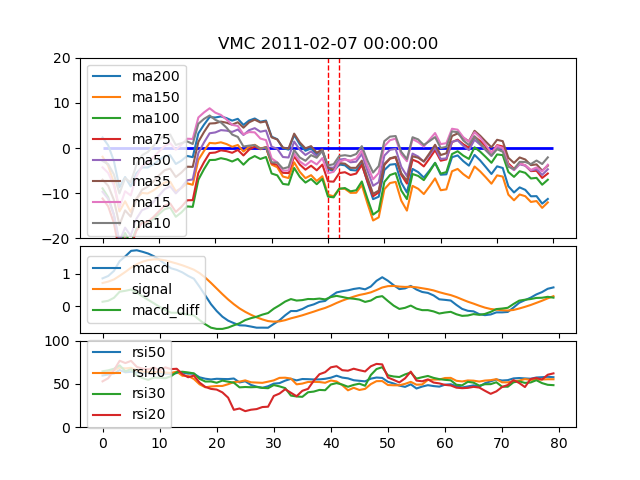 VMC 2011-02-07 00:00:00
20
10
0
−10
−20
ma200
ma150
ma100
ma75
ma50
ma35
ma15
ma10
1
0
macd
signal
macd_diff
100
50
0
rsi50
rsi40
rsi30
rsi20
0 10 20 30 40 50 60 70 80